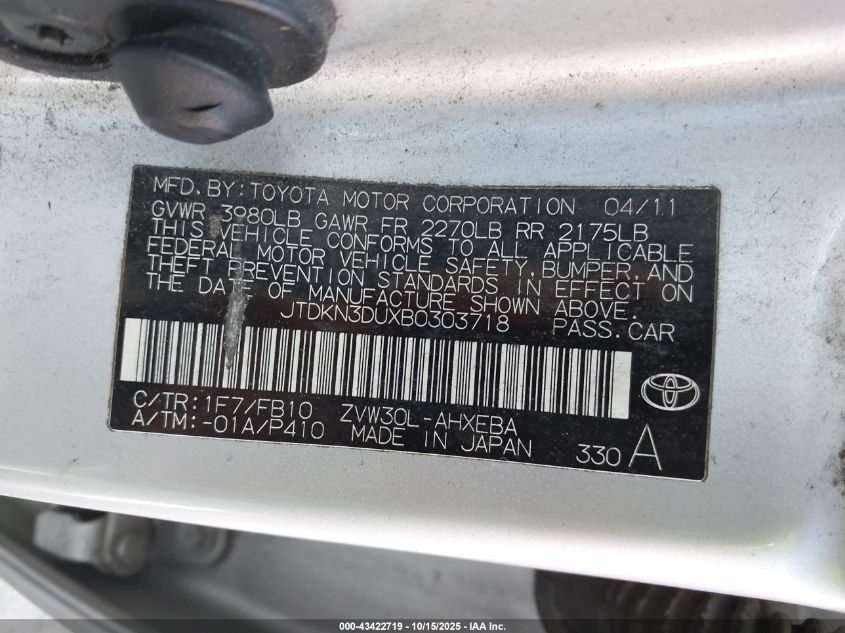 MFD. BY: TOYOTA MOTOR CORPORATION 04/11
GVWR 3980LB GAWR FR 2270LB RR 2175LB
THIS VEHICLE CONFORMS TO ALL APPLICABLE
FEDERAL MOTOR VEHICLE SAFETY, BUMPER, AND
THEFT PREVENTION STANDARDS IN EFFECT ON
THE DATE OF MANUFACTURE SHOWN ABOVE.
JTDKN3DUXB0303718 PASS. CAR
C/TR: 1F7/FB10 ZVW30L-AHXEBA
A/TM: -01A/P410 MADE IN JAPAN 330 A
000-43422719 - 10/15/2025 - IAA Inc.